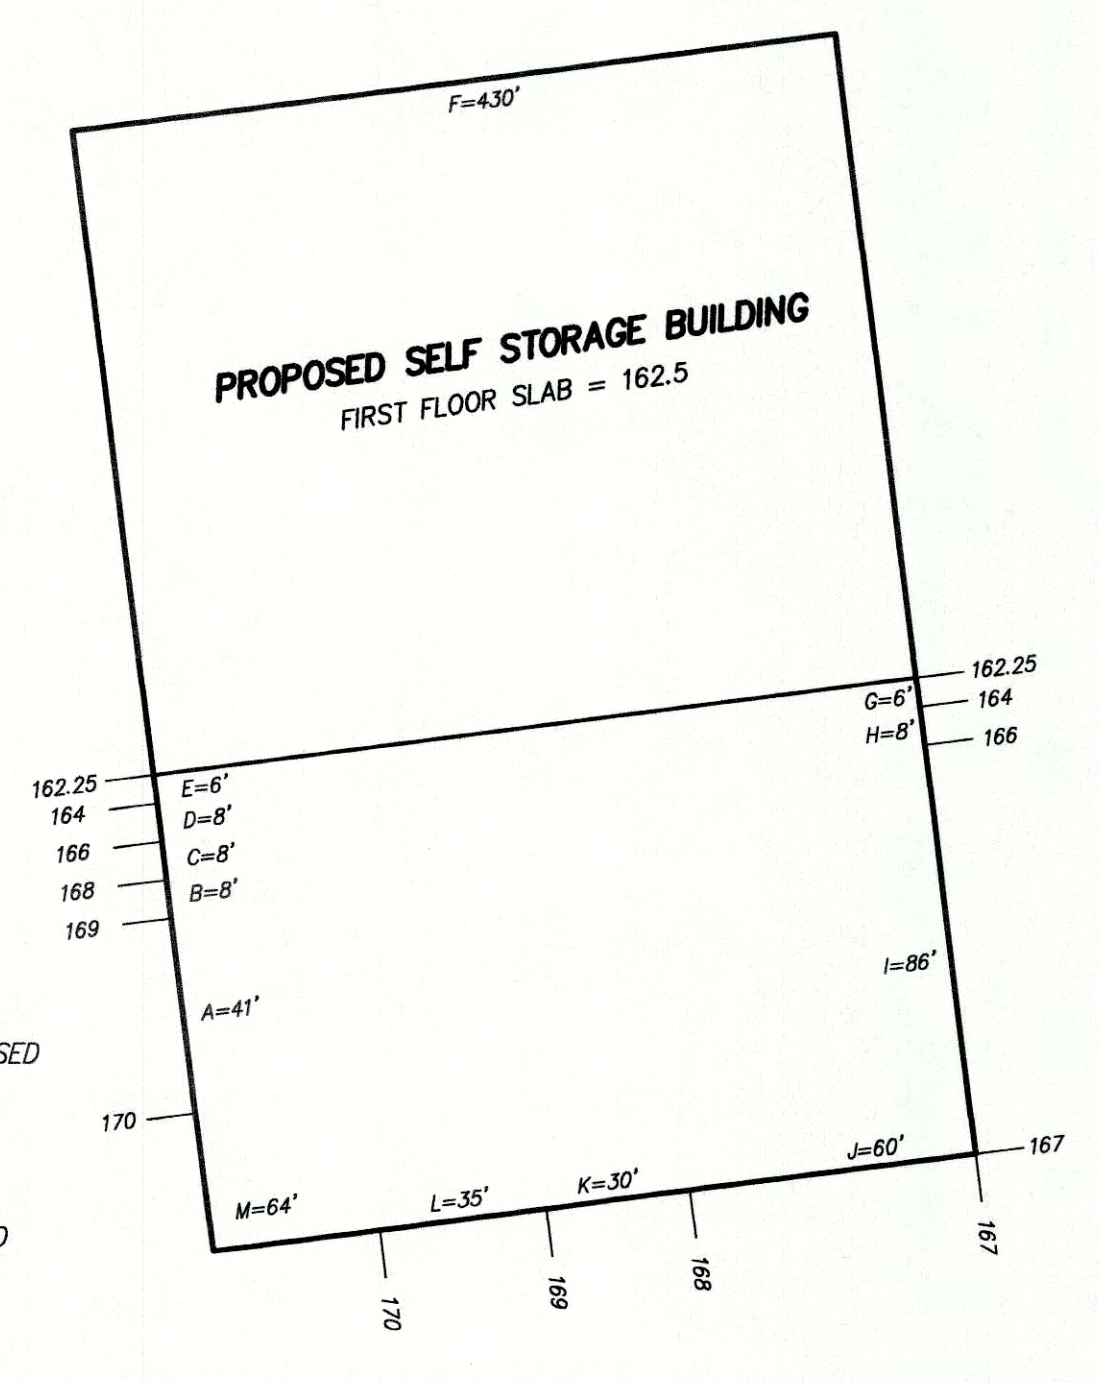 F=430'
PROPOSED SELF STORAGE BUILDING
FIRST FLOOR SLAB = 162.5
162.25
G=6'
164
H=8'
166
162.25
E=6'
164
D=8'
166
C=8'
168
B=8'
169
I=86'
A=41'
SED
170
J=60'
167
K=30'
L=35'
M=64'
167
168
169
170